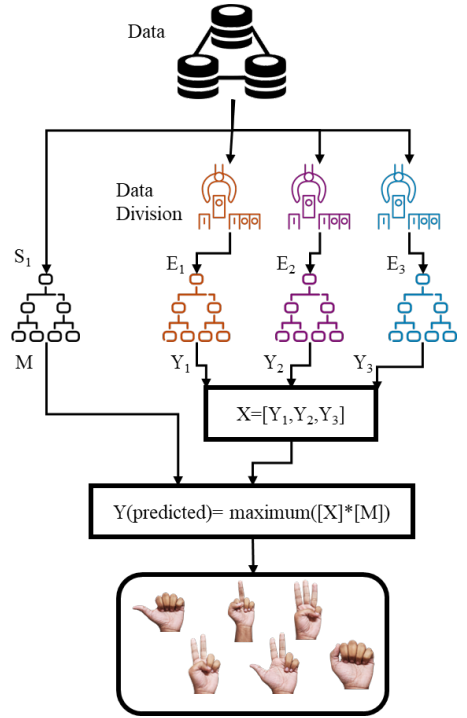 Data
Data
Division
S₁
E₁
E₂
E₃
M
Y₁
Y₂
Y₃
X=[Y₁,Y₂,Y₃]
Y(predicted)= maximum([X]*[M])